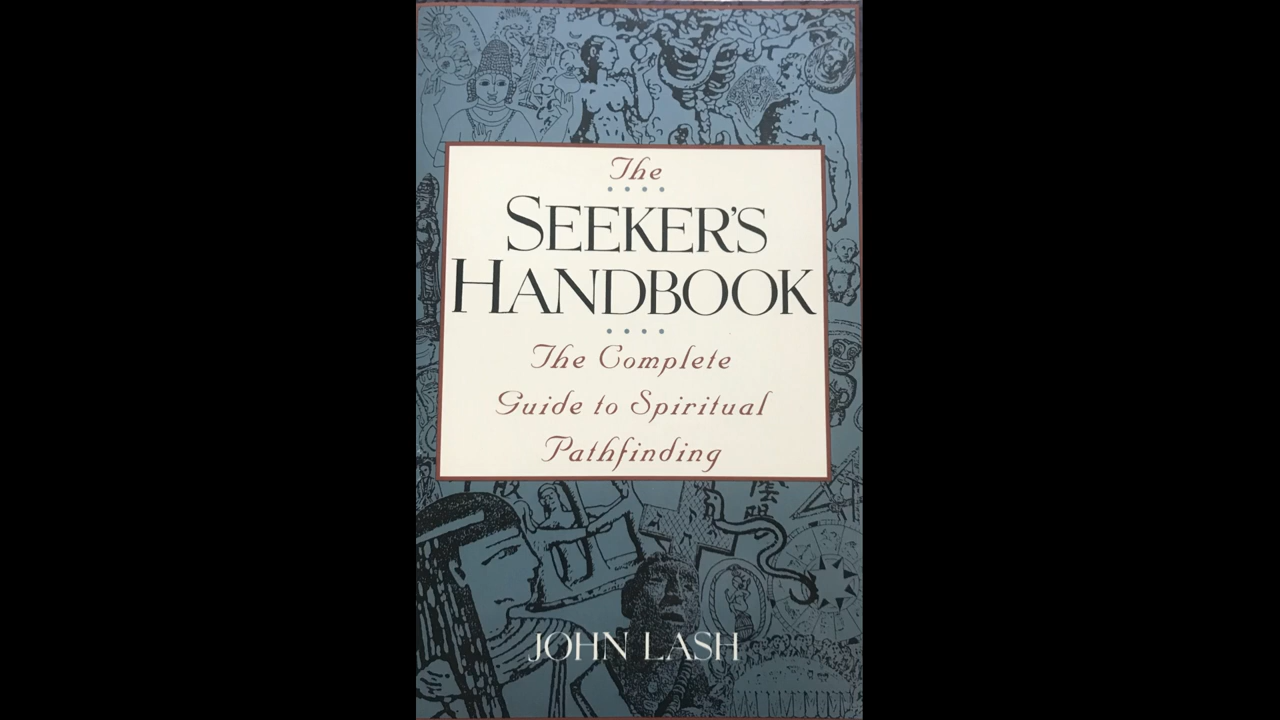 The
SEEKER'S
HANDBOOK
The Complete
Guide to Spiritual
Pathfinding
JOHN LASH